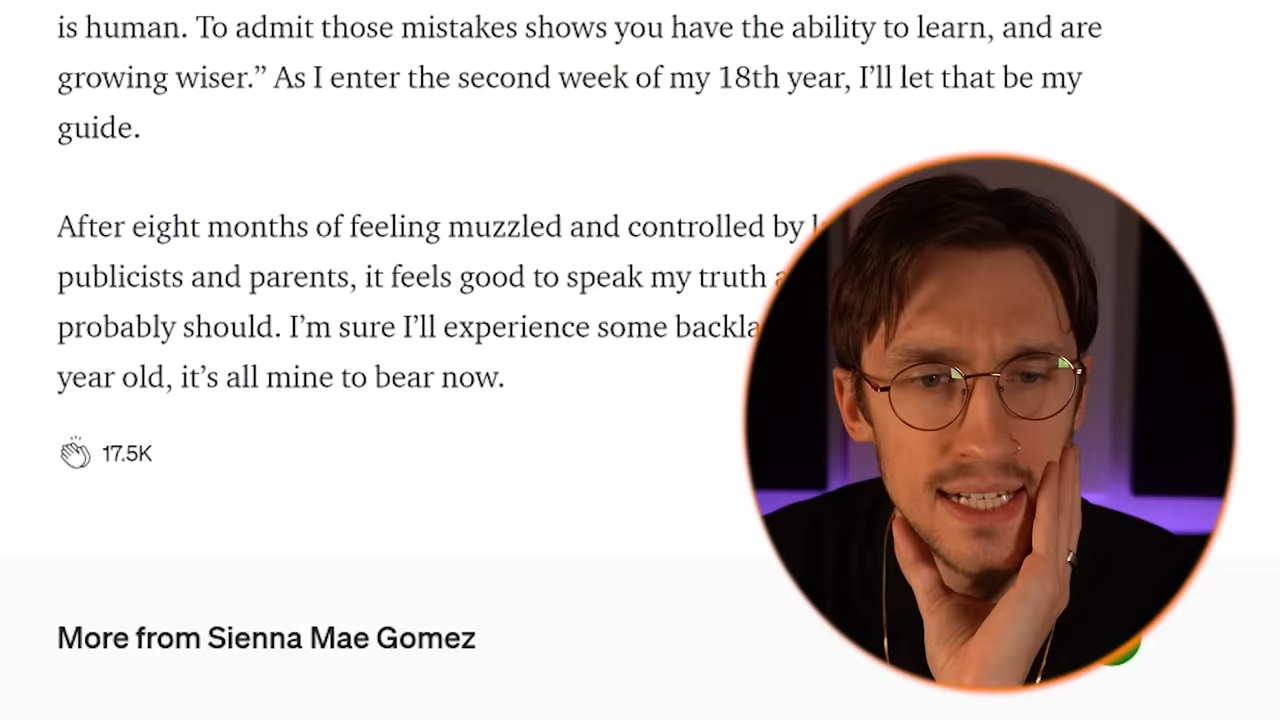 is human. To admit those mistakes shows you have the ability to learn, and are
growing wiser.” As I enter the second week of my 18th year, I’ll let that be my
guide.
After eight months of feeling muzzled and controlled by
publicists and parents, it feels good to speak my truth
probably should. I’m sure I’ll experience some
year old, it’s all mine to bear now.
17.5K
More from Sienna Mae Gomez